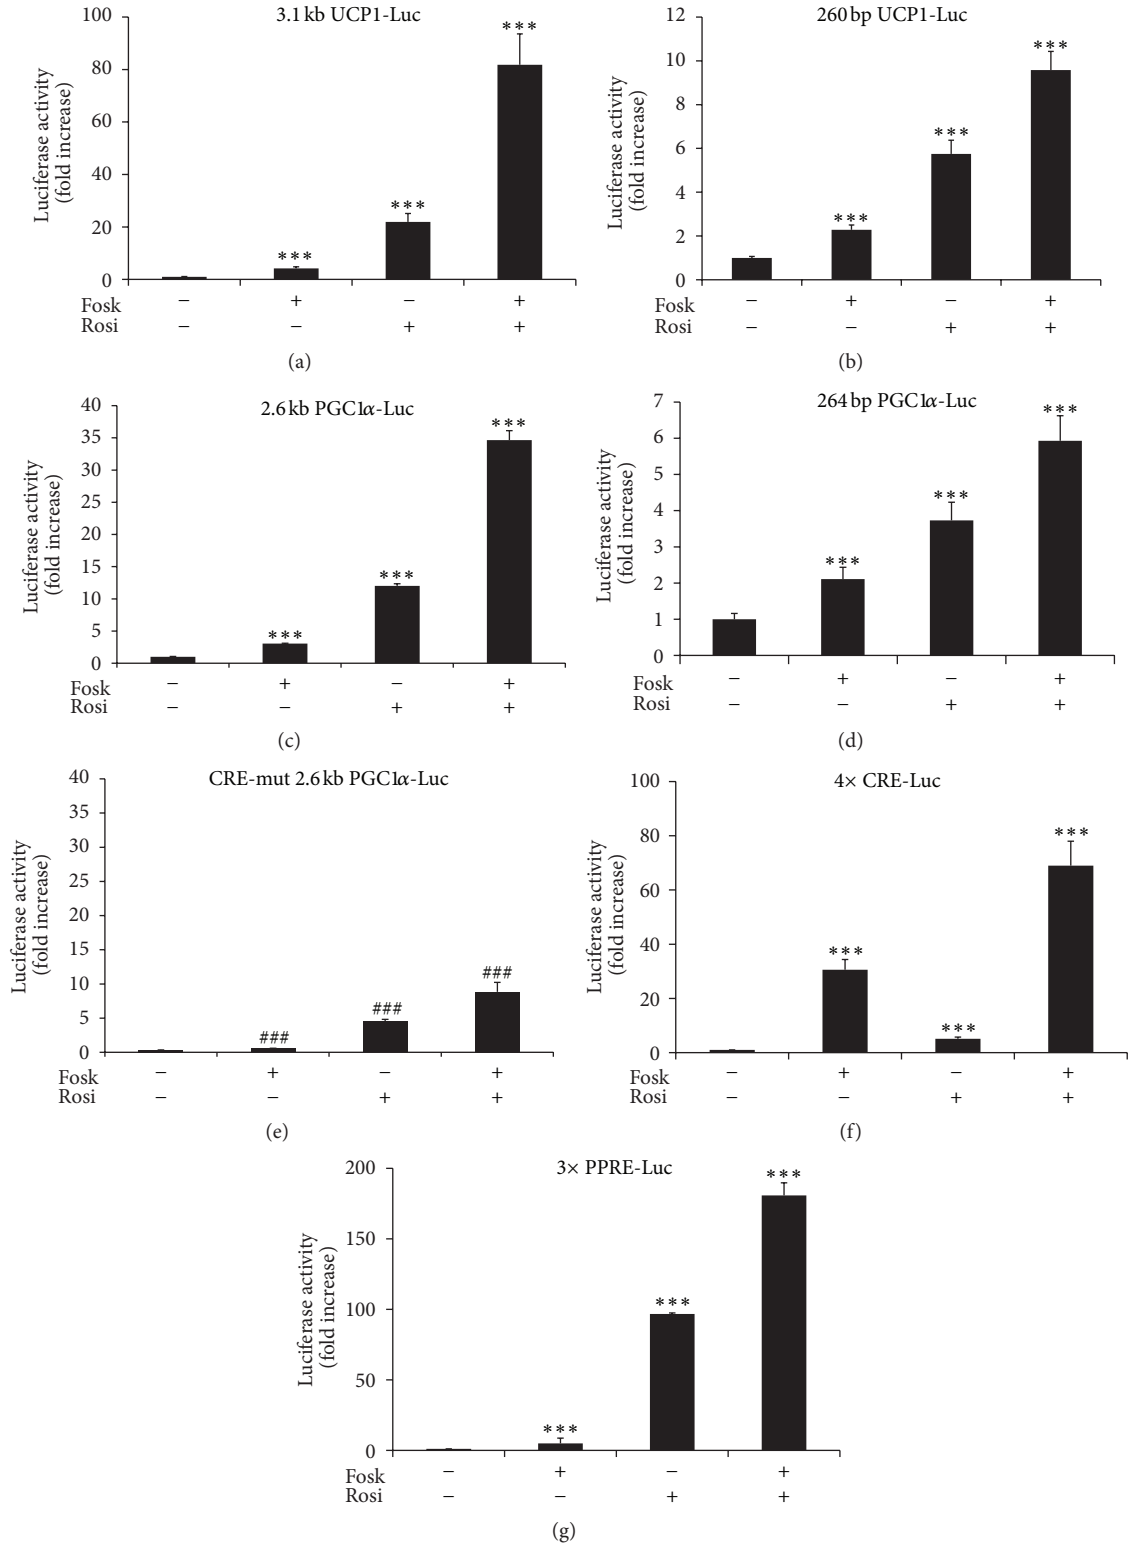 3.1 kb UCP1-Luc
100
80
60
40
20
0
Luciferase activity
(fold increase)
***
***
***
Fosk − + − +
Rosi − − + +
(a)
260 bp UCP1-Luc
12
10
8
6
4
2
0
Luciferase activity
(fold increase)
***
***
***
Fosk − + − +
Rosi − − + +
(b)
2.6 kb PGC1α-Luc
40
35
30
25
20
15
10
5
0
Luciferase activity
(fold increase)
***
***
***
Fosk − + − +
Rosi − − + +
(c)
264 bp PGC1α-Luc
7
6
5
4
3
2
1
0
Luciferase activity
(fold increase)
***
***
***
Fosk − + − +
Rosi − − + +
(d)
CRE-mut 2.6 kb PGC1α-Luc
40
35
30
25
20
15
10
5
0
Luciferase activity
(fold increase)
###
###
###
Fosk − + − +
Rosi − − + +
(e)
4× CRE-Luc
100
80
60
40
20
0
Luciferase activity
(fold increase)
***
***
***
Fosk − + − +
Rosi − − + +
(f)
3× PPRE-Luc
200
150
100
50
0
Luciferase activity
(fold increase)
***
***
***
Fosk − + − +
Rosi − − + +
(g)